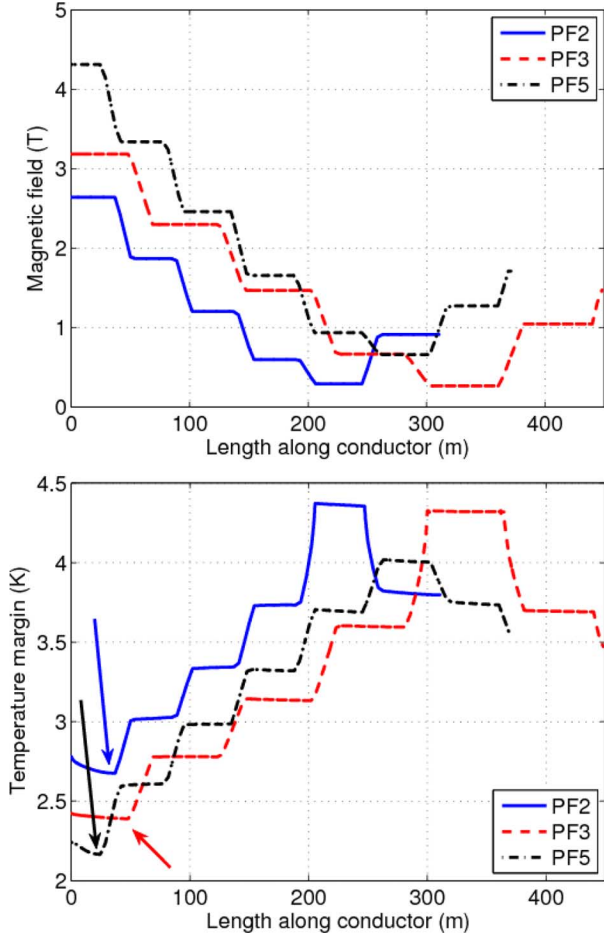 5
4
3
2
1
0
Magnetic field (T)
PF2
PF3
PF5
0 100 200 300 400
Length along conductor (m)
4.5
4
3.5
3
2.5
2
Temperature margin (K)
PF2
PF3
PF5
0 100 200 300 400
Length along conductor (m)